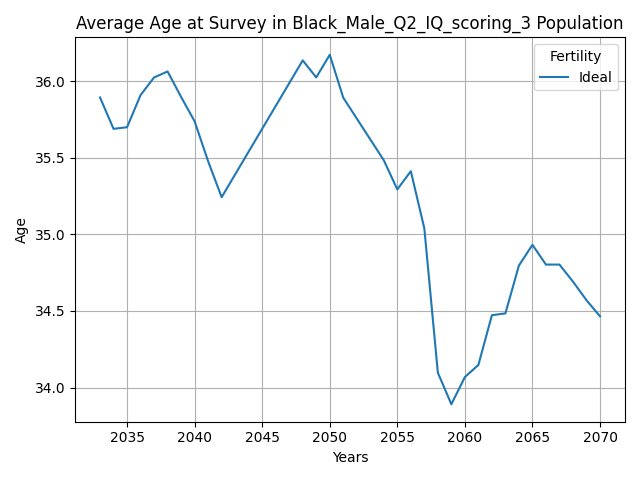 Average Age at Survey in Black_Male_Q2_IQ_scoring_3 Population
Fertility
Ideal
36.0
35.5
35.0
34.5
34.0
Age
2035 2040 2045 2050 2055 2060 2065 2070
Years